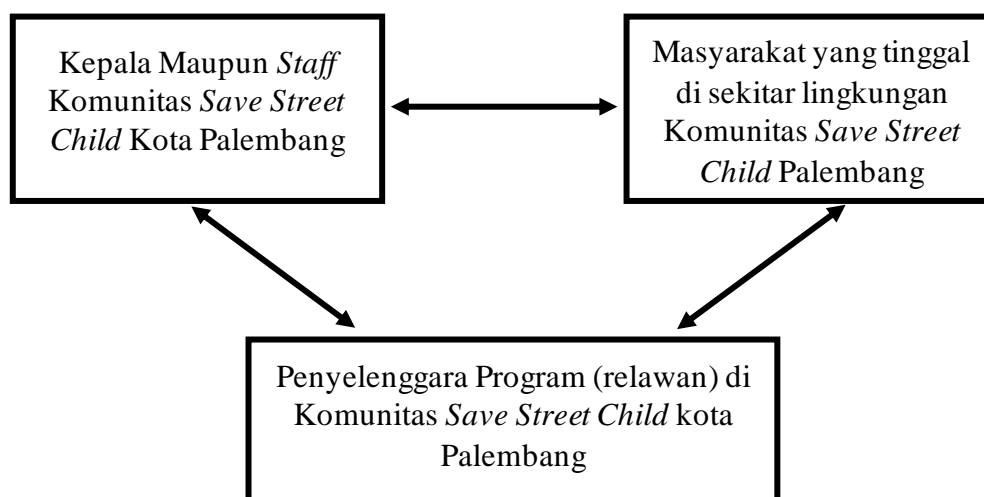 Kepala Maupun Staff
Komunitas Save Street
Child Kota Palembang
Masyarakat yang tinggal
di sekitar lingkungan
Komunitas Save Street
Child Palembang
Penyelenggara Program (relawan) di
Komunitas Save Street Child kota
Palembang